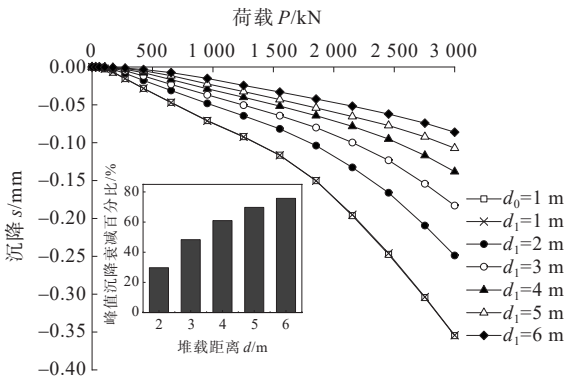 荷载 P/kN
0 500 1 000 1 500 2 000 2 500 3 000
沉降 s/mm
0.00
−0.05
−0.10
−0.15
−0.20
−0.25
−0.30
−0.35
−0.40
峰值沉降衰减百分比/%
80
60
40
20
0
2 3 4 5 6
堆载距离 d/m
d₀=1 m
d₁=1 m
d₁=2 m
d₁=3 m
d₁=4 m
d₁=5 m
d₁=6 m